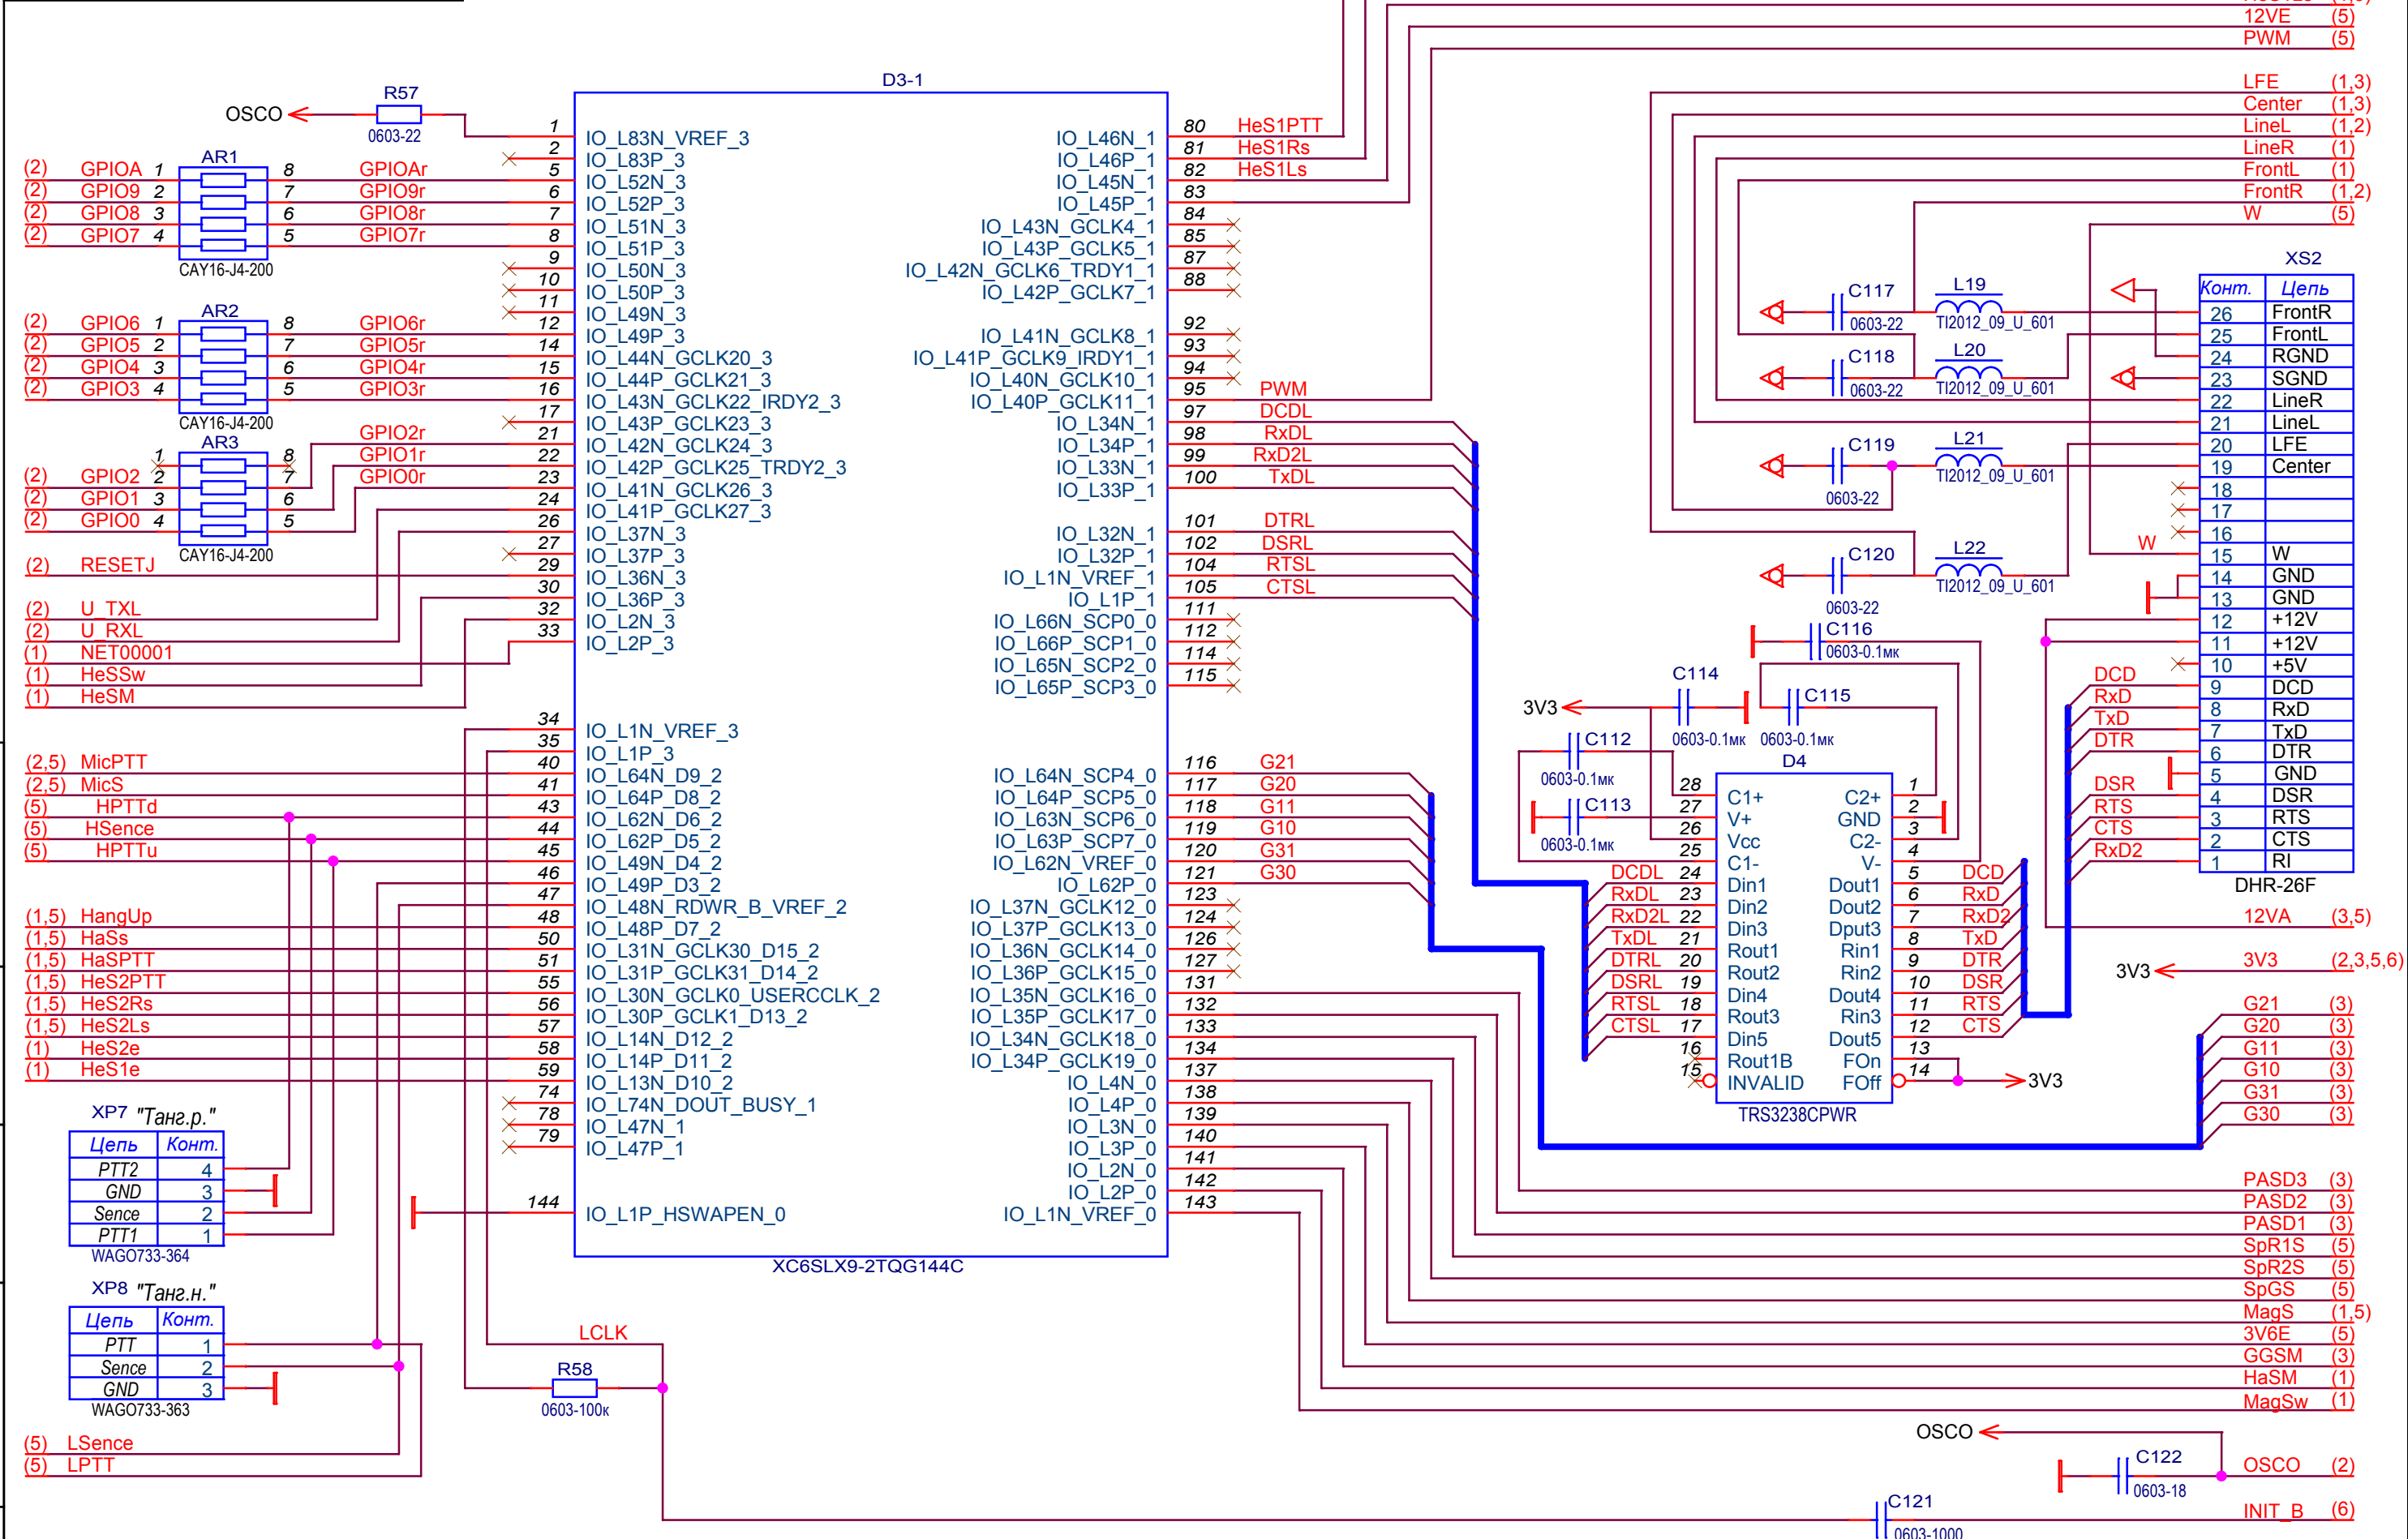 12VE (5)
PWM (5)
LFE (1,3)
Center (1,3)
LineL (1,2)
LineR (1)
FrontL (1)
FrontR (1,2)
W (5)
OSCO
R57
0603-22
(2) GPIOA 1 AR1 8 GPIOAr
(2) GPIO9 2 7 GPIO9r
(2) GPIO8 3 6 GPIO8r
(2) GPIO7 4 5 GPIO7r
CAY16-J4-200
(2) GPIO6 1 AR2 8 GPIO6r
(2) GPIO5 2 7 GPIO5r
(2) GPIO4 3 6 GPIO4r
(2) GPIO3 4 5 GPIO3r
CAY16-J4-200
AR3
1 8
(2) GPIO2 2 7 GPIO2r
(2) GPIO1 3 6 GPIO1r
(2) GPIO0 4 5 GPIO0r
CAY16-J4-200
(2) RESETJ
(2) U_TXL
(2) U_RXL
(1) NET00001
(1) HeSSw
(1) HeSM
(2,5) MicPTT
(2,5) MicS
(5) HPTTd
(5) HSence
(5) HPTTu
(1,5) HangUp
(1,5) HaSs
(1,5) HaSPTT
(1,5) HeS2PTT
(1,5) HeS2Rs
(1,5) HeS2Ls
(1) HeS2e
(1) HeS1e
XP7 "Танг.р."
Цепь Конт.
PTT2 4
GND 3
Sence 2
PTT1 1
WAGO733-364
XP8 "Танг.н."
Цепь Конт.
PTT 1
Sence 2
GND 3
WAGO733-363
(5) LSence
(5) LPTT
D3-1
1 IO_L83N_VREF_3
2 IO_L83P_3
5 IO_L52N_3
6 IO_L52P_3
7 IO_L51N_3
8 IO_L51P_3
9 IO_L50N_3
10 IO_L50P_3
11 IO_L49N_3
12 IO_L49P_3
14 IO_L44N_GCLK20_3
15 IO_L44P_GCLK21_3
16 IO_L43N_GCLK22_IRDY2_3
17 IO_L43P_GCLK23_3
21 IO_L42N_GCLK24_3
22 IO_L42P_GCLK25_TRDY2_3
23 IO_L41N_GCLK26_3
24 IO_L41P_GCLK27_3
26 IO_L37N_3
27 IO_L37P_3
29 IO_L36N_3
30 IO_L36P_3
32 IO_L2N_3
33 IO_L2P_3
34 IO_L1N_VREF_3
35 IO_L1P_3
40 IO_L64N_D9_2
41 IO_L64P_D8_2
43 IO_L62N_D6_2
44 IO_L62P_D5_2
45 IO_L49N_D4_2
46 IO_L49P_D3_2
47 IO_L48N_RDWR_B_VREF_2
48 IO_L48P_D7_2
50 IO_L31N_GCLK30_D15_2
51 IO_L31P_GCLK31_D14_2
55 IO_L30N_GCLK0_USERCCLK_2
56 IO_L30P_GCLK1_D13_2
57 IO_L14N_D12_2
58 IO_L14P_D11_2
59 IO_L13N_D10_2
74 IO_L74N_DOUT_BUSY_1
78 IO_L47N_1
79 IO_L47P_1
144 IO_L1P_HSWAPEN_0
IO_L46N_1 80 HeS1PTT
IO_L46P_1 81 HeS1Rs
IO_L45N_1 82 HeS1Ls
IO_L45P_1 83
IO_L43N_GCLK4_1 84
IO_L43P_GCLK5_1 85
IO_L42N_GCLK6_TRDY1_1 87
IO_L42P_GCLK7_1 88
IO_L41N_GCLK8_1 92
IO_L41P_GCLK9_IRDY1_1 93
IO_L40N_GCLK10_1 94
IO_L40P_GCLK11_1 95 PWM
IO_L34N_1 97 DCDL
IO_L34P_1 98 RxDL
IO_L33N_1 99 RxD2L
IO_L33P_1 100 TxDL
IO_L32N_1 101 DTRL
IO_L32P_1 102 DSRL
IO_L1N_VREF_1 104 RTSL
IO_L1P_1 105 CTSL
IO_L66N_SCP0_0 111
IO_L66P_SCP1_0 112
IO_L65N_SCP2_0 114
IO_L65P_SCP3_0 115
IO_L64N_SCP4_0 116 G21
IO_L64P_SCP5_0 117 G20
IO_L63N_SCP6_0 118 G11
IO_L63P_SCP7_0 119 G10
IO_L62N_VREF_0 120 G31
IO_L62P_0 121 G30
IO_L37N_GCLK12_0 123
IO_L37P_GCLK13_0 124
IO_L36N_GCLK14_0 126
IO_L36P_GCLK15_0 127
IO_L35N_GCLK16_0 131
IO_L35P_GCLK17_0 132
IO_L34N_GCLK18_0 133
IO_L34P_GCLK19_0 134
IO_L4N_0 137
IO_L4P_0 138
IO_L3N_0 139
IO_L3P_0 140
IO_L2N_0 141
IO_L2P_0 142
IO_L1N_VREF_0 143
XC6SLX9-2TQG144C
LCLK
R58
0603-100к
C117
0603-22
L19
TI2012_09_U_601
C118
0603-22
L20
TI2012_09_U_601
C119
0603-22
L21
TI2012_09_U_601
C120
0603-22
L22
TI2012_09_U_601
C116
0603-0.1мк
C114
0603-0.1мк
C115
0603-0.1мк
3V3
C112
0603-0.1мк
C113
0603-0.1мк
D4
28 C1+ C2+ 1
27 V+ GND 2
26 Vcc C2- 3
25 C1- V- 4
DCDL 24 Din1 Dout1 5 DCD
RxDL 23 Din2 Dout2 6 RxD
RxD2L 22 Din3 Dput3 7 RxD2
TxDL 21 Rout1 Rin1 8 TxD
DTRL 20 Rout2 Rin2 9 DTR
DSRL 19 Din4 Dout4 10 DSR
RTSL 18 Rout3 Rin3 11 RTS
CTSL 17 Din5 Dout5 12 CTS
16 Rout1B FOn 13
15 INVALID FOff 14 3V3
TRS3238CPWR
XS2
Конт. Цепь
26 FrontR
25 FrontL
24 RGND
23 SGND
22 LineR
21 LineL
20 LFE
19 Center
18
17
16
W 15 W
14 GND
13 GND
12 +12V
11 +12V
10 +5V
DCD 9 DCD
RxD 8 RxD
TxD 7 TxD
DTR 6 DTR
5 GND
DSR 4 DSR
RTS 3 RTS
CTS 2 CTS
RxD2 1 RI
DHR-26F
12VA (3,5)
3V3 3V3 (2,3,5,6)
G21 (3)
G20 (3)
G11 (3)
G10 (3)
G31 (3)
G30 (3)
PASD3 (3)
PASD2 (3)
PASD1 (3)
SpR1S (5)
SpR2S (5)
SpGS (5)
MagS (1,5)
3V6E (5)
GGSM (3)
HaSM (1)
MagSw (1)
OSCO
C122
0603-18
OSCO (2)
C121
0603-1000
INIT_B (6)